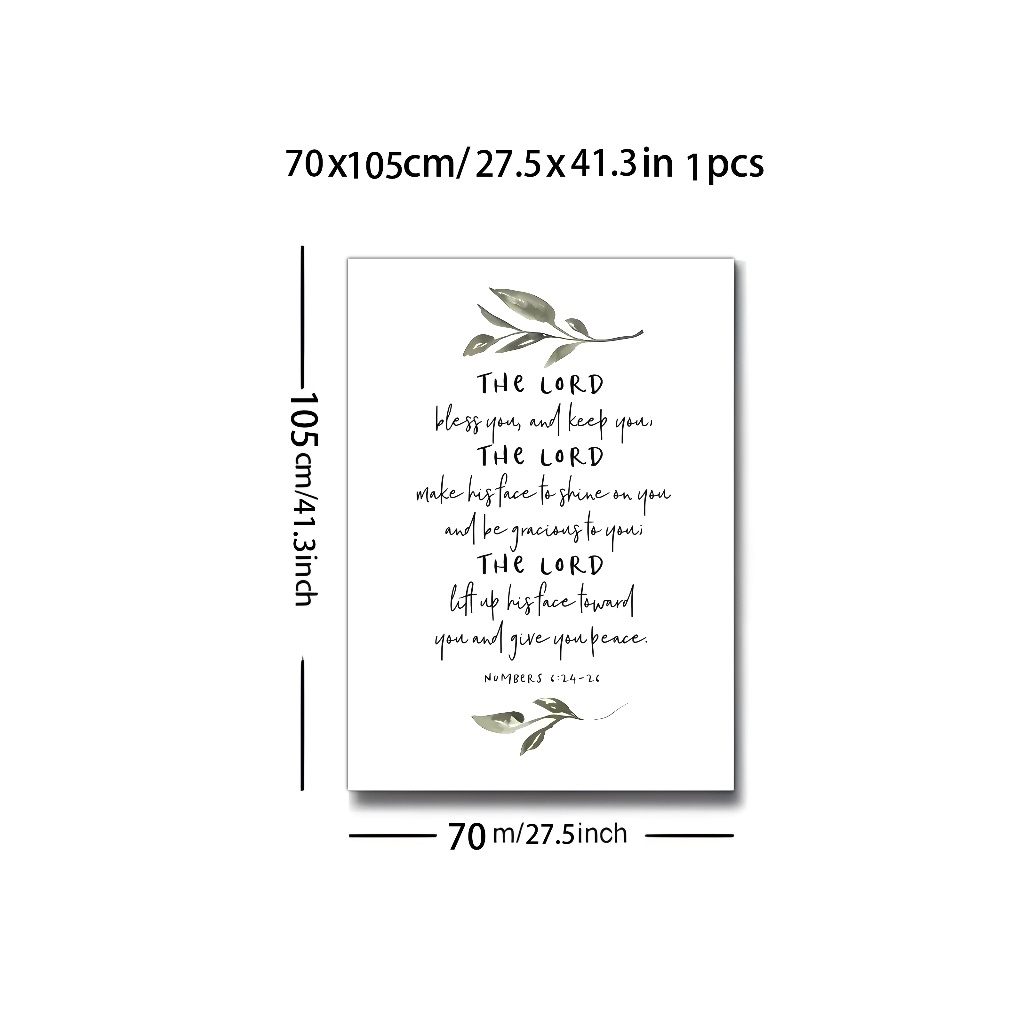 70x105cm/27.5x41.3in 1pcs
105cm/41.3inch
THE LORD
bless you, and keep you,
THE LORD
make his face to shine on you
and be gracious to you;
THE LORD
lift up his face toward
you and give you peace.
NUMBERS 6:24-26
70 m/27.5inch